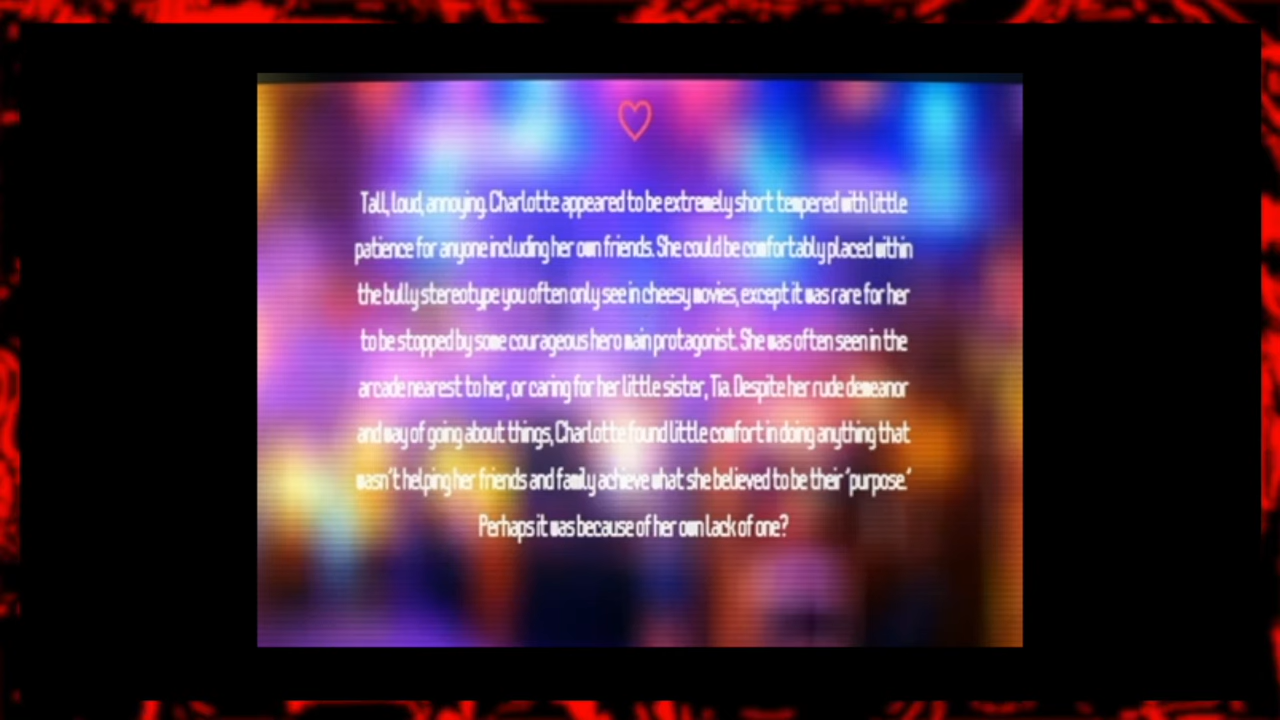 Tall, loud, annoying. Charlotte appeared to be extremely short tempered with little
patience for anyone including her own friends. She could be comfortably placed within
the bully stereotype you often only see in cheesy movies, except it was rare for her
to be stopped by some courageous hero main protagonist. She was often seen in the
arcade nearest to her, or caring for her little sister, Tia. Despite her rude demeanor
and way of going about things, Charlotte found little comfort in doing anything that
wasn't helping her friends and family achieve what she believed to be their 'purpose.'
Perhaps it was because of her own lack of one?